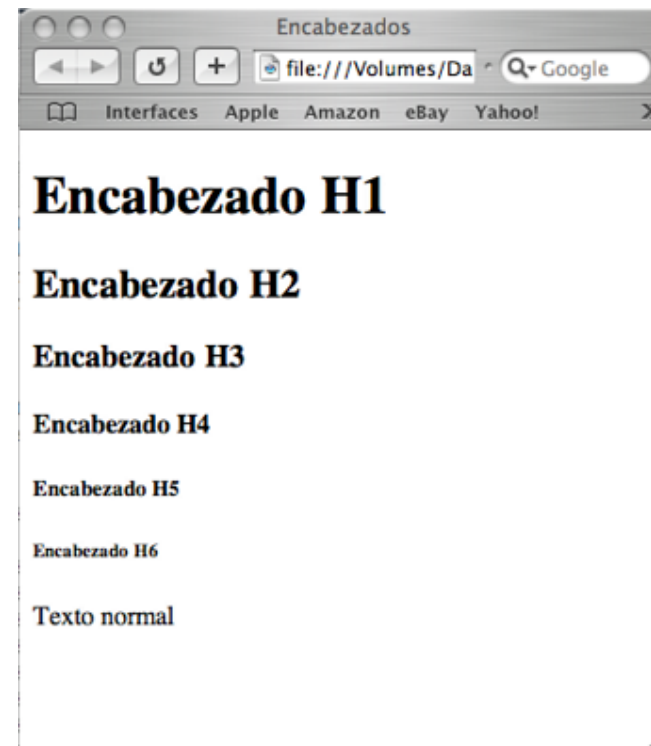 Encabezados
file:///Volumes/Da Google
Interfaces Apple Amazon eBay Yahoo!
Encabezado H1
Encabezado H2
Encabezado H3
Encabezado H4
Encabezado H5
Encabezado H6
Texto normal